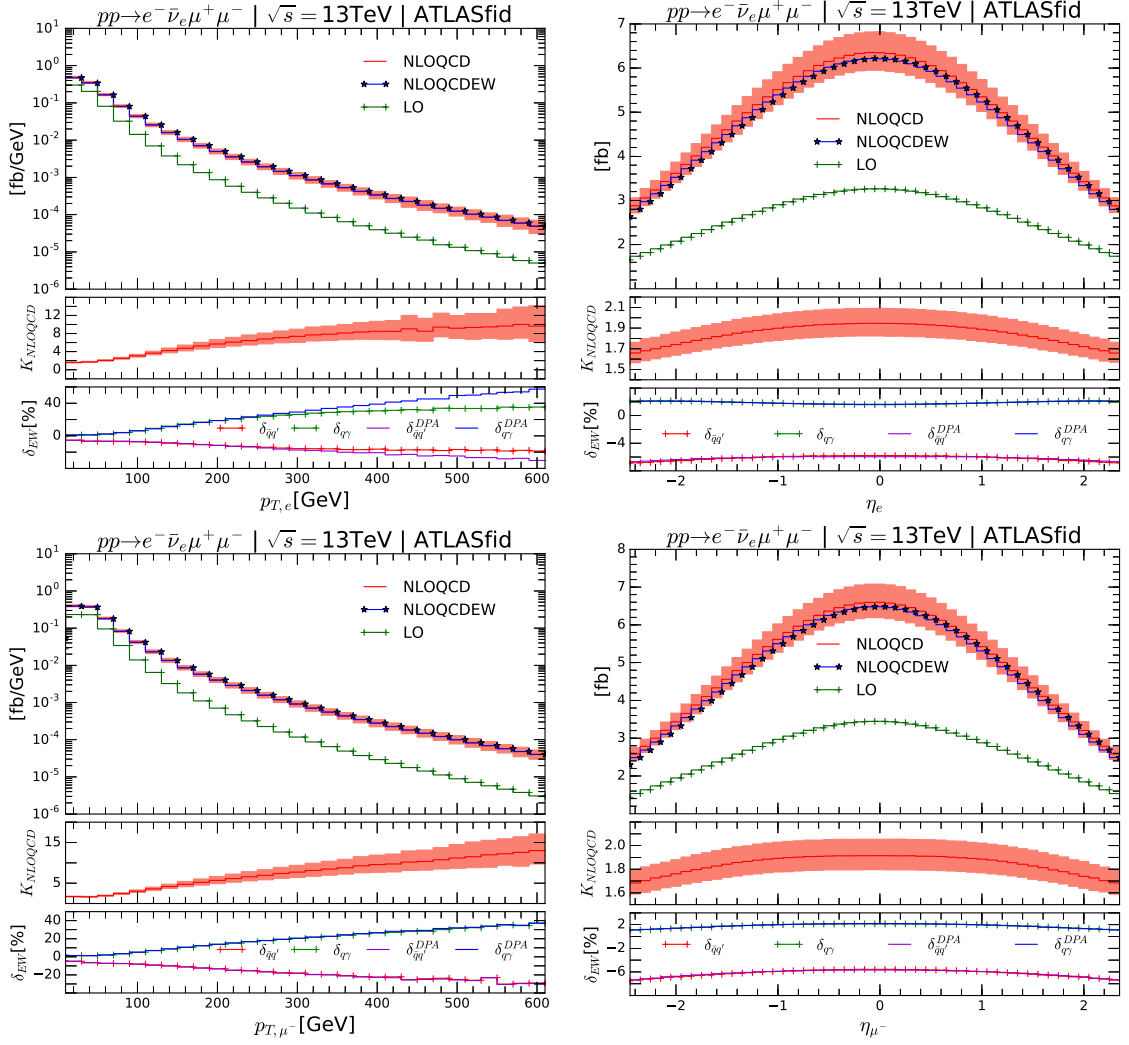 pp→e⁻ν̄ₑμ⁺μ⁻ | √s = 13TeV | ATLASfid
[fb/GeV]
10¹
10⁰
10⁻¹
10⁻²
10⁻³
10⁻⁴
10⁻⁵
10⁻⁶
NLOQCD
NLOQCDEW
LO
K_NLOQCD
12
8
4
0
δ_EW[%]
40
20
0
δ_q̄q′ δ_qγ δ_q̄q′^DPA δ_qγ^DPA
100 200 300 400 500 600
p_T,e[GeV]
pp→e⁻ν̄ₑμ⁺μ⁻ | √s = 13TeV | ATLASfid
[fb]
7
6
5
4
3
2
NLOQCD
NLOQCDEW
LO
K_NLOQCD
2.1
1.9
1.7
1.5
δ_EW[%]
0
−4
δ_q̄q′ δ_qγ δ_q̄q′^DPA δ_qγ^DPA
−2 −1 0 1 2
η_e
pp→e⁻ν̄ₑμ⁺μ⁻ | √s = 13TeV | ATLASfid
[fb/GeV]
10¹
10⁰
10⁻¹
10⁻²
10⁻³
10⁻⁴
10⁻⁵
10⁻⁶
NLOQCD
NLOQCDEW
LO
K_NLOQCD
15
10
5
δ_EW[%]
40
20
0
−20
δ_q̄q′ δ_qγ δ_q̄q′^DPA δ_qγ^DPA
100 200 300 400 500 600
p_T,μ⁻[GeV]
pp→e⁻ν̄ₑμ⁺μ⁻ | √s = 13TeV | ATLASfid
[fb]
8
7
6
5
4
3
2
NLOQCD
NLOQCDEW
LO
K_NLOQCD
2.0
1.8
1.6
δ_EW[%]
2
−2
−6
δ_q̄q′ δ_qγ δ_q̄q′^DPA δ_qγ^DPA
−2 −1 0 1 2
η_μ⁻